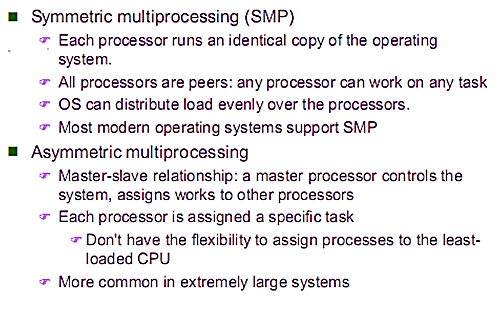 Symmetric multiprocessing (SMP)
Each processor runs an identical copy of the operating
system.
All processors are peers: any processor can work on any task
OS can distribute load evenly over the processors.
Most modern operating systems support SMP
Asymmetric multiprocessing
Master-slave relationship: a master processor controls the
system, assigns works to other processors
Each processor is assigned a specific task
Don't have the flexibility to assign processes to the least-
loaded CPU
More common in extremely large systems